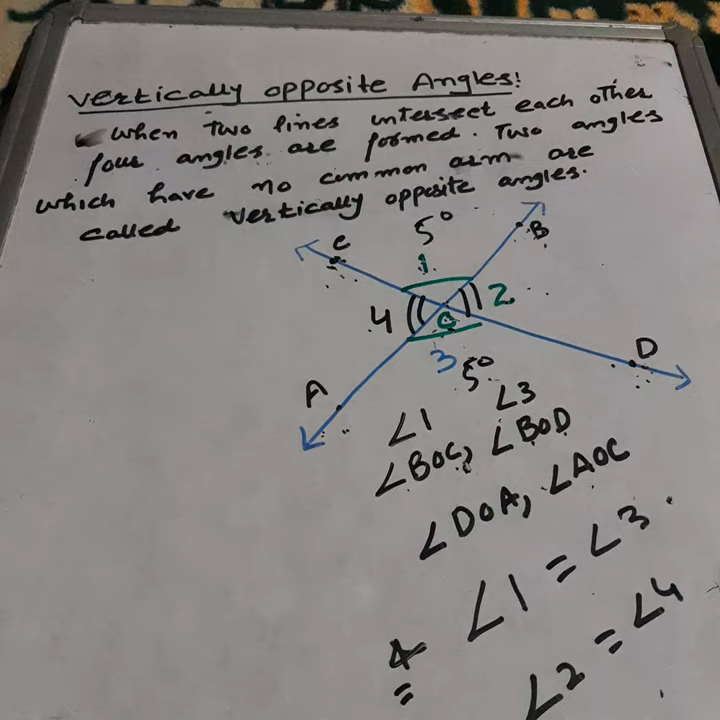 Vertically opposite Angles!
when two lines intersect each other
four angles are formed. Two angles
which have no common arm are
called vertically opposite angles.
5°
C
B
1
2
4
O
3
D
5°
A
∠1 ∠3
∠BOC, ∠BOD
∠DOA, ∠AOC
∠1 = ∠3
∠2 = ∠4